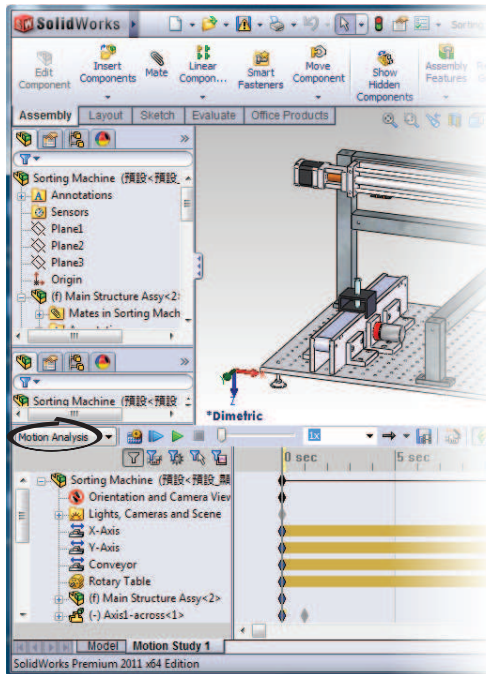 SolidWorks
Sorting
Edit Component
Insert Components
Mate
Linear Compon...
Smart Fasteners
Move Component
Show Hidden Components
Assembly Features
Assembly Layout Sketch Evaluate Office Products
Sorting Machine (預設<預設_
Annotations
Sensors
Plane1
Plane2
Plane3
Origin
(f) Main Structure Assy<2>
Mates in Sorting Mach
Sorting Machine (預設<預設_
Z
*Dimetric
Motion Analysis
1x
0 sec 5 sec
Sorting Machine (預設<預設_顯
Orientation and Camera View
Lights, Cameras and Scene
X-Axis
Y-Axis
Conveyor
Rotary Table
(f) Main Structure Assy<2>
(-) Axis1-across<1>
Model Motion Study 1
SolidWorks Premium 2011 x64 Edition